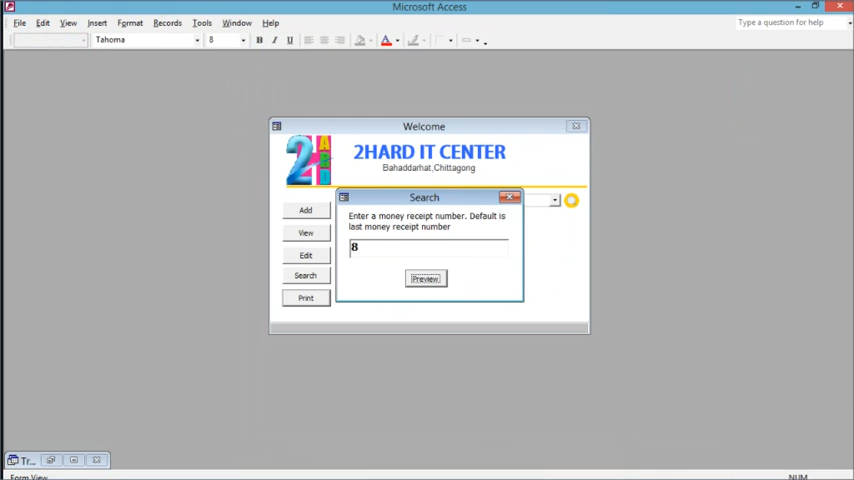 Microsoft Access
File Edit View Insert Format Records Tools Window Help
Type a question for help
Tahoma 8 B I U A
Welcome
2 HARD
2HARD IT CENTER
Bahaddarhat,Chittagong
Search
Add
Enter a money receipt number. Default is
last money receipt number
View
8
Edit
Search
Preview
Print
Tr...
Form View
NUM